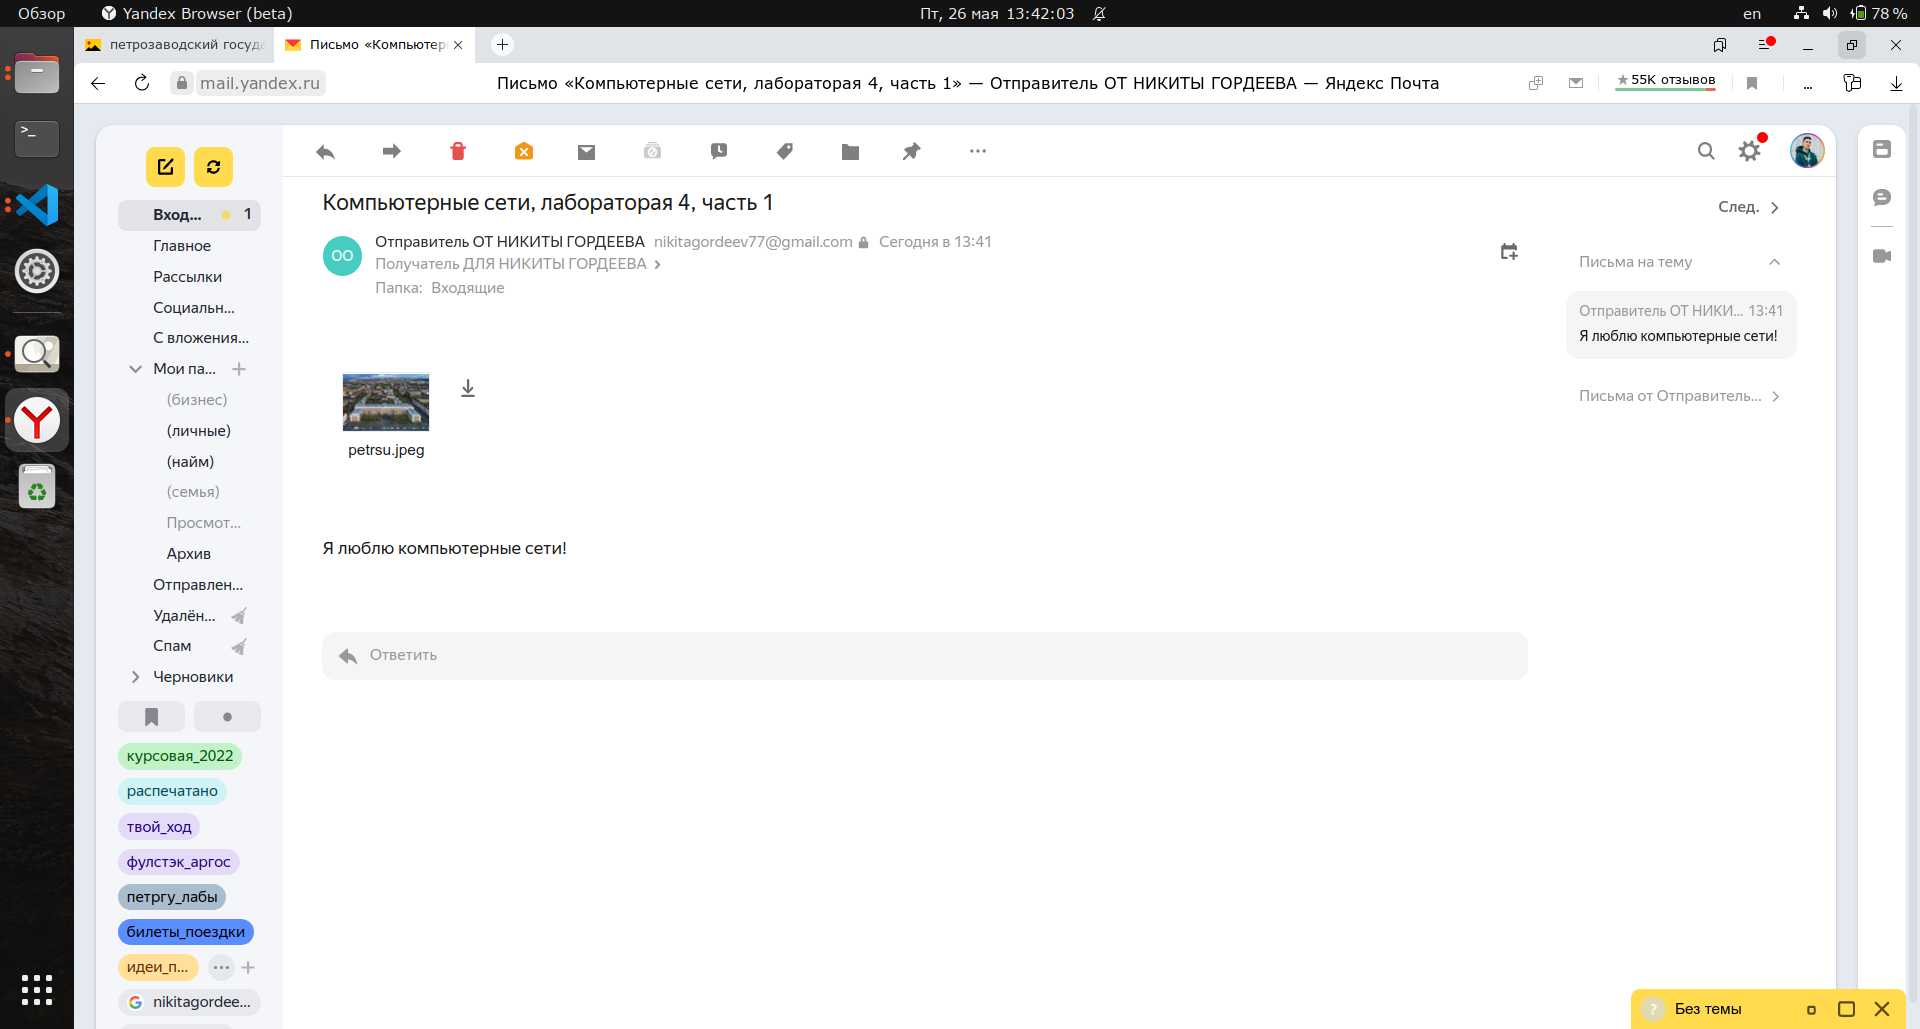 Обзор
Yandex Browser (beta)
Пт, 26 мая 13:42:03
en
78 %
петрозаводский госуда
Письмо «Компьютер
mail.yandex.ru
Письмо «Компьютерные сети, лабораторая 4, часть 1» — Отправитель ОТ НИКИТЫ ГОРДЕЕВА — Яндекс Почта
55K отзывов
Вход...
1
Главное
Рассылки
Социальн...
С вложения...
Мои па...
(бизнес)
(личные)
(найм)
(семья)
Просмот...
Архив
Отправлен...
Удалён...
Спам
Черновики
курсовая_2022
распечатано
твой_ход
фулстэк_аргос
петргу_лабы
билеты_поездки
идеи_п...
nikitagordee...
Компьютерные сети, лабораторая 4, часть 1
След.
ОО
Отправитель ОТ НИКИТЫ ГОРДЕЕВА nikitagordeev77@gmail.com Сегодня в 13:41
Получатель ДЛЯ НИКИТЫ ГОРДЕЕВА
Папка: Входящие
petrsu.jpeg
Я люблю компьютерные сети!
Ответить
Письма на тему
Отправитель ОТ НИКИ... 13:41
Я люблю компьютерные сети!
Письма от Отправитель...
? Без темы